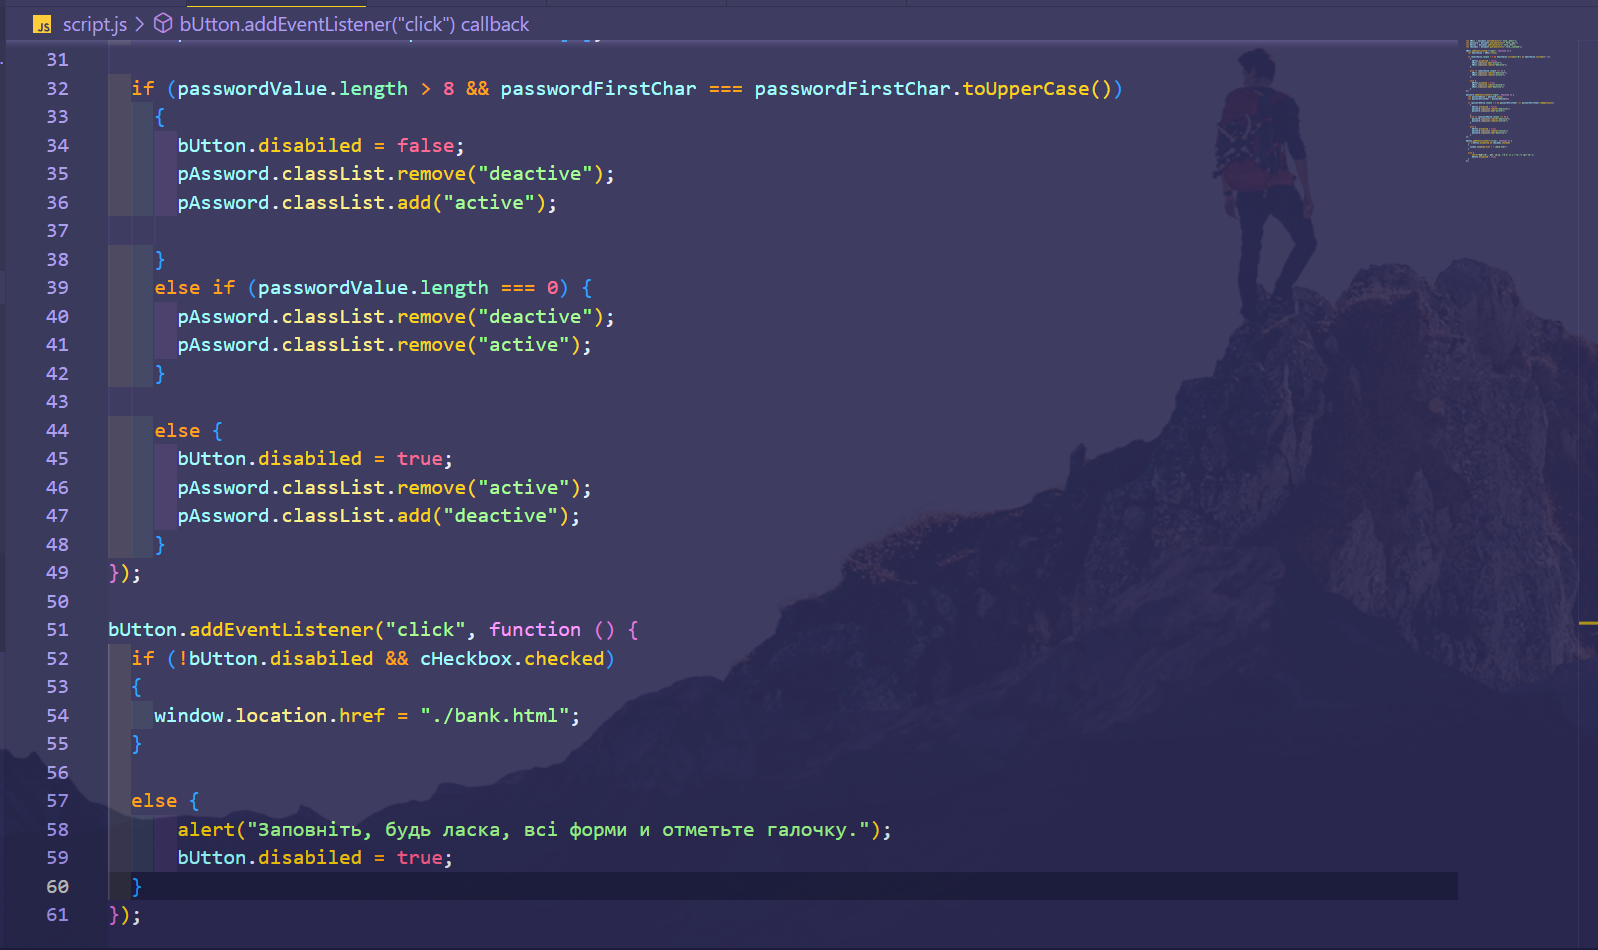 JS script.js > bUtton.addEventListener("click") callback
31
32 if (passwordValue.length > 8 && passwordFirstChar === passwordFirstChar.toUpperCase())
33 {
34 bUtton.disabiled = false;
35 pAssword.classList.remove("deactive");
36 pAssword.classList.add("active");
37
38 }
39 else if (passwordValue.length === 0) {
40 pAssword.classList.remove("deactive");
41 pAssword.classList.remove("active");
42 }
43
44 else {
45 bUtton.disabiled = true;
46 pAssword.classList.remove("active");
47 pAssword.classList.add("deactive");
48 }
49 });
50
51 bUtton.addEventListener("click", function () {
52 if (!bUtton.disabiled && cHeckbox.checked)
53 {
54 window.location.href = "./bank.html";
55 }
56
57 else {
58 alert("Заповніть, будь ласка, всі форми и отметьте галочку.");
59 bUtton.disabiled = true;
60 }
61 });